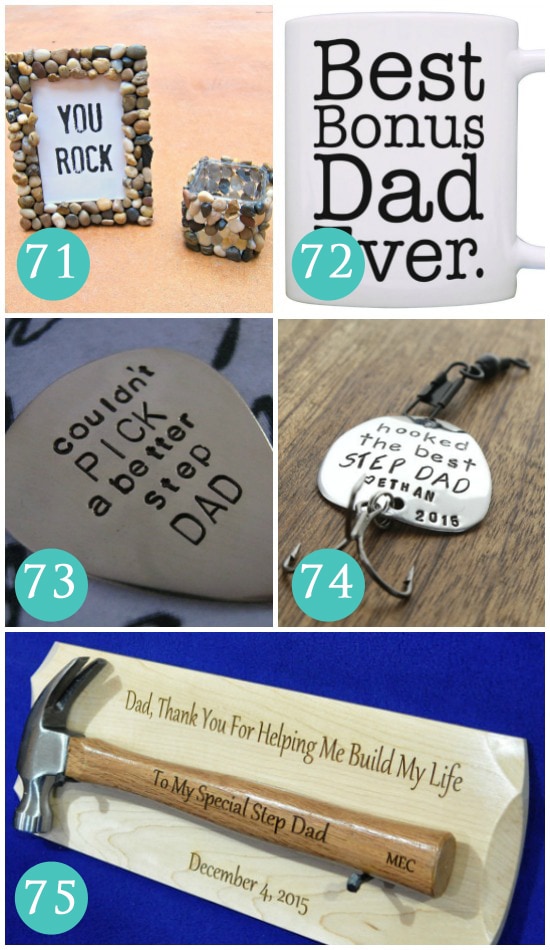 YOU
ROCK
71
Best
Bonus
Dad
Ever.
72
couldn't
PICK
a better
step
DAD
73
hooked
the best
STEP DAD
ETHAN
2015
74
Dad, Thank You For Helping Me Build My Life
To My Special Step Dad
MEC
December 4, 2015
75